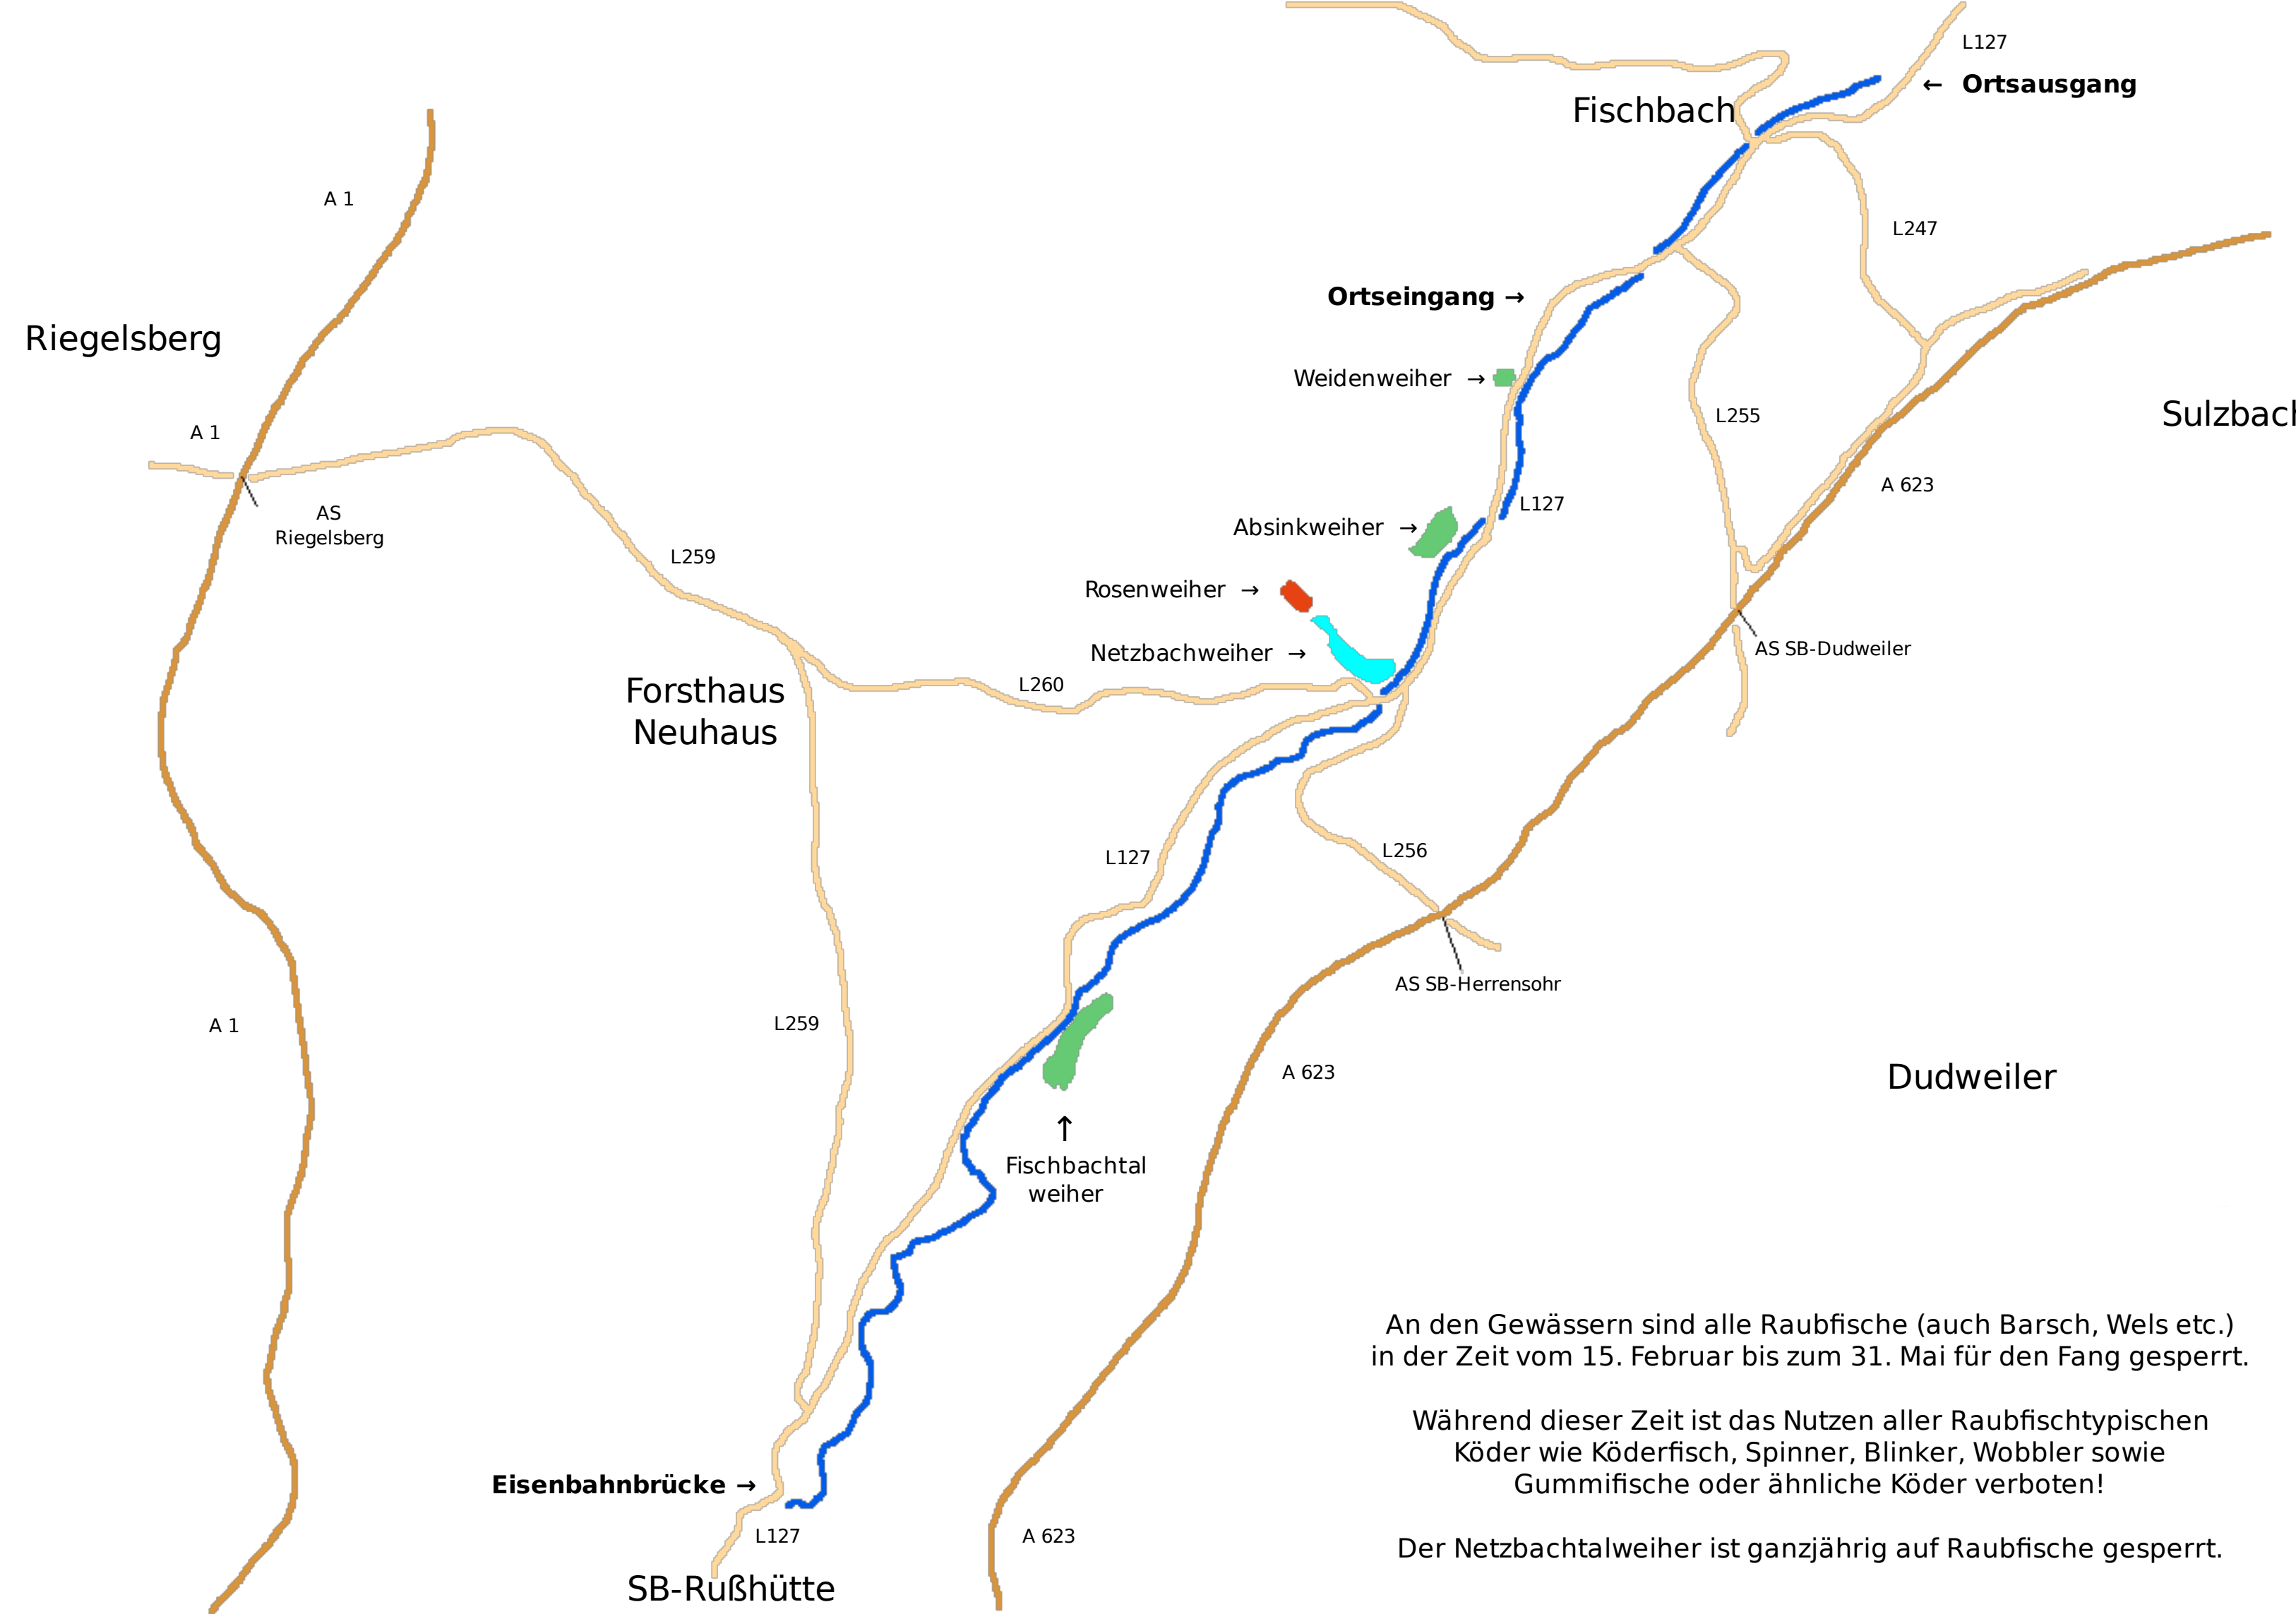 L127
← Ortsausgang
Fischbach
A 1
L247
Ortseingang →
Riegelsberg
Weidenweiher →
L255
Sulzbach
A 1
A 623
L127
AS
Riegelsberg
Absinkweiher →
L259
Rosenweiher →
AS SB-Dudweiler
Netzbachweiher →
L260
Forsthaus
Neuhaus
L256
L127
AS SB-Herrensohr
L259
A 1
A 623
Dudweiler
↑
Fischbachtal
weiher
An den Gewässern sind alle Raubfische (auch Barsch, Wels etc.)
in der Zeit vom 15. Februar bis zum 31. Mai für den Fang gesperrt.
Während dieser Zeit ist das Nutzen aller Raubfischtypischen
Köder wie Köderfisch, Spinner, Blinker, Wobbler sowie
Gummifische oder ähnliche Köder verboten!
Der Netzbachtalweiher ist ganzjährig auf Raubfische gesperrt.
Eisenbahnbrücke →
L127
A 623
SB-Rußhütte